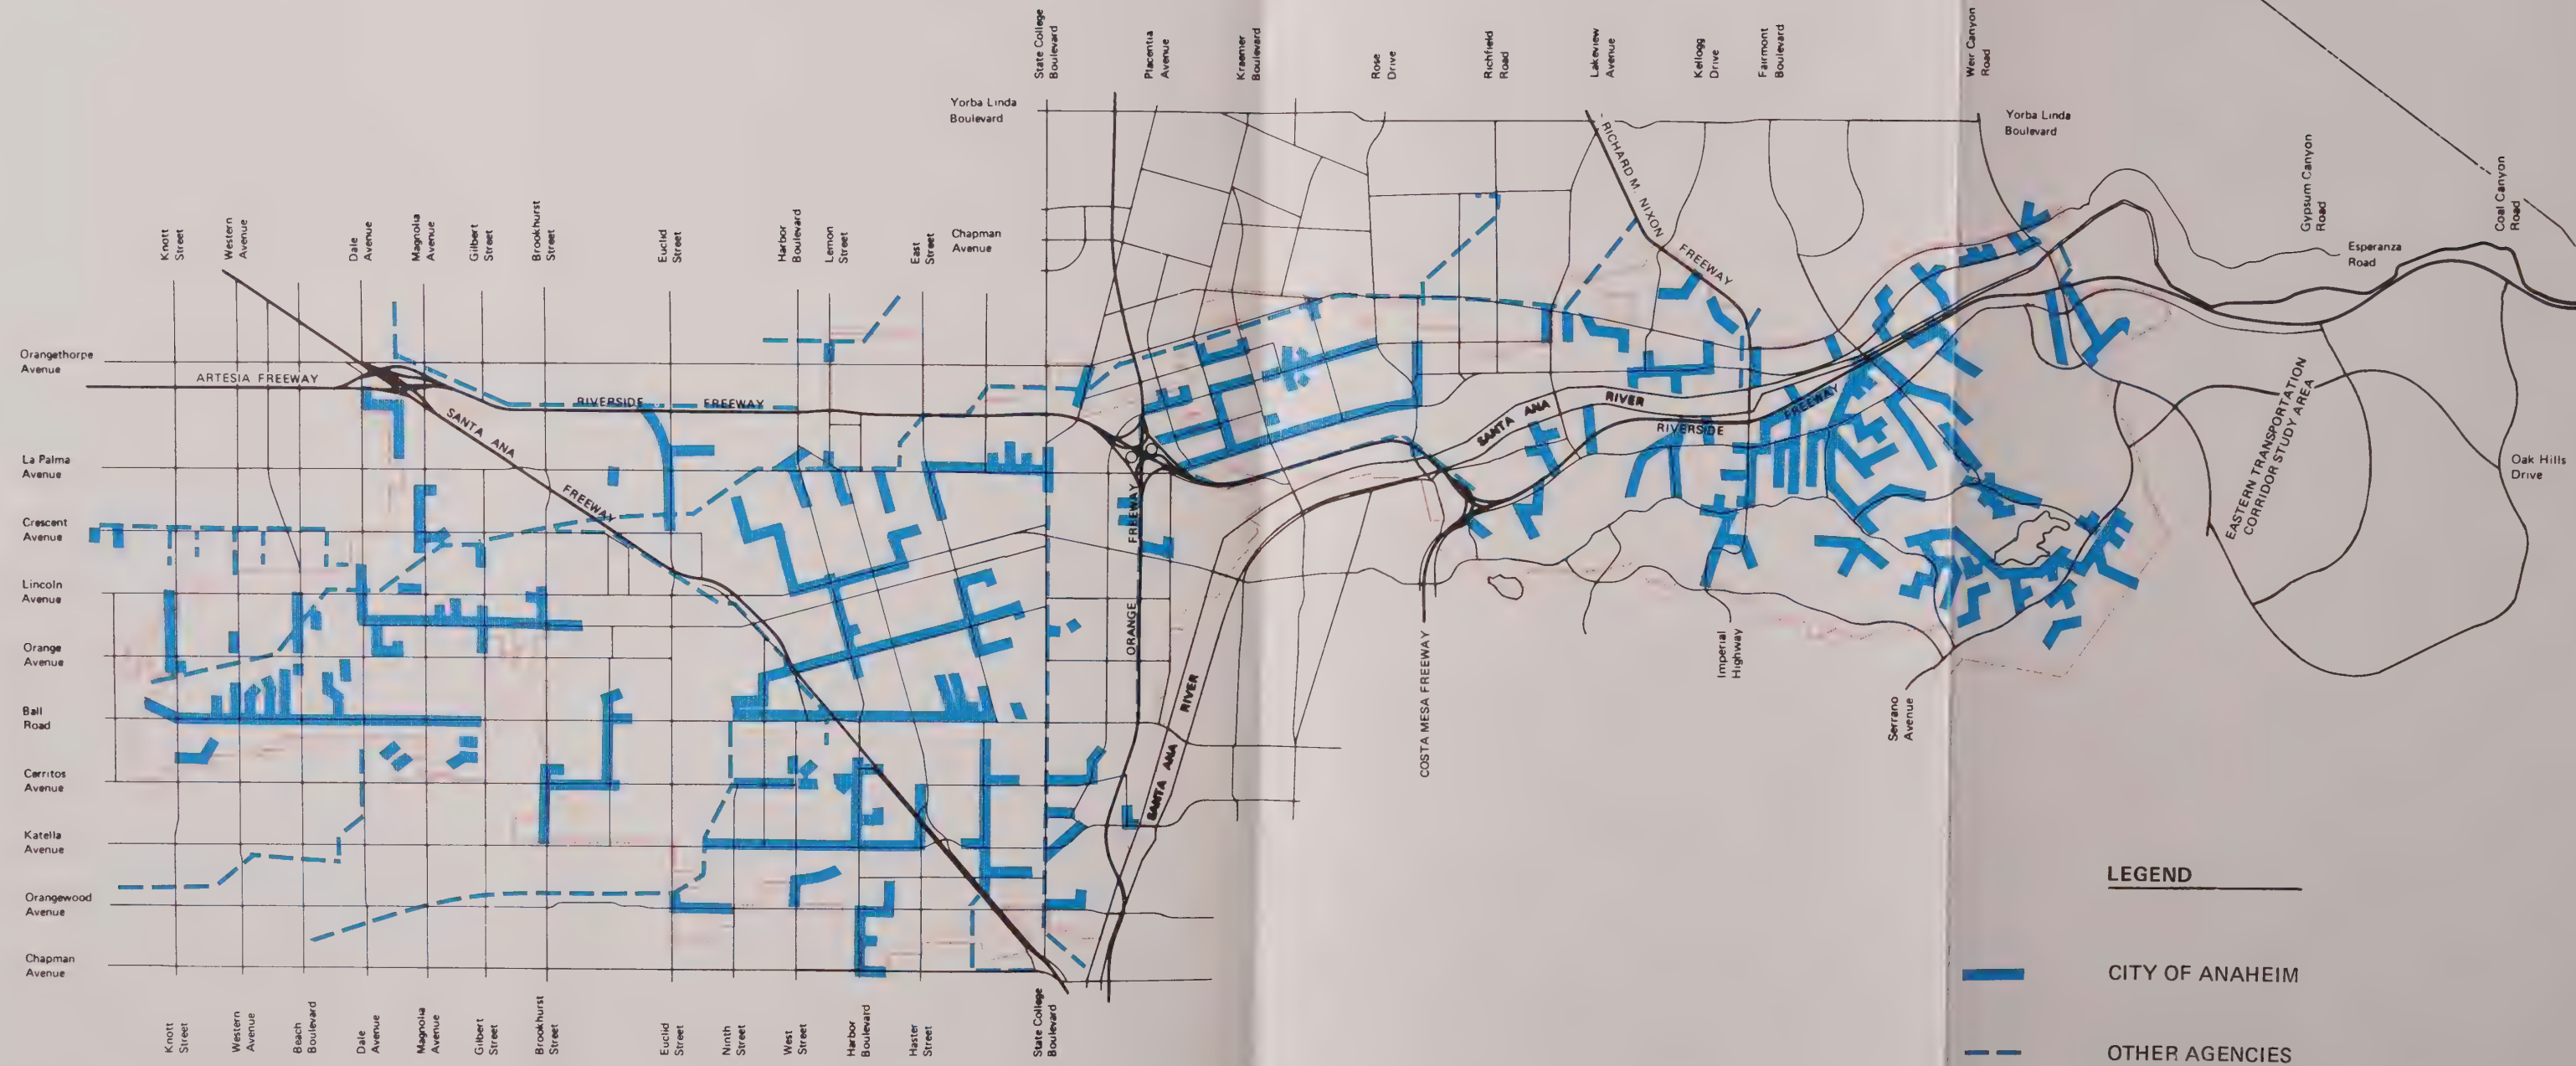 State College
Boulevard
Placentia
Avenue
Kraemer
Boulevard
Rose
Drive
Richfield
Road
Lakeview
Avenue
Kellogg
Drive
Fairmont
Boulevard
Weir Canyon
Road
Yorba Linda
Boulevard
Yorba Linda
Boulevard
Gypsum Canyon
Road
Coal Canyon
Road
Knott
Street
Western
Avenue
Dale
Avenue
Magnolia
Avenue
Gilbert
Street
Brookhurst
Street
Euclid
Street
Harbor
Boulevard
Lemon
Street
East
Street
Chapman
Avenue
RICHARD M. NIXON
FREEWAY
Esperanza
Road
Orangethorpe
Avenue
ARTESIA FREEWAY
RIVERSIDE
FREEWAY
SANTA ANA
FREEWAY
SANTA ANA
RIVER
RIVERSIDE
FREEWAY
EASTERN TRANSPORTATION
CORRIDOR STUDY AREA
Oak Hills
Drive
La Palma
Avenue
Crescent
Avenue
Lincoln
Avenue
Orange
Avenue
Ball
Road
Cerritos
Avenue
Katella
Avenue
Orangewood
Avenue
Chapman
Avenue
ORANGE
FREEWAY
SANTA ANA
RIVER
COSTA MESA FREEWAY
Imperial
Highway
Serrano
Avenue
Knott
Street
Western
Avenue
Beach
Boulevard
Dale
Avenue
Magnolia
Avenue
Gilbert
Street
Brookhurst
Street
Euclid
Street
Ninth
Street
West
Street
Harbor
Boulevard
Haster
Street
State College
Boulevard
LEGEND
CITY OF ANAHEIM
OTHER AGENCIES